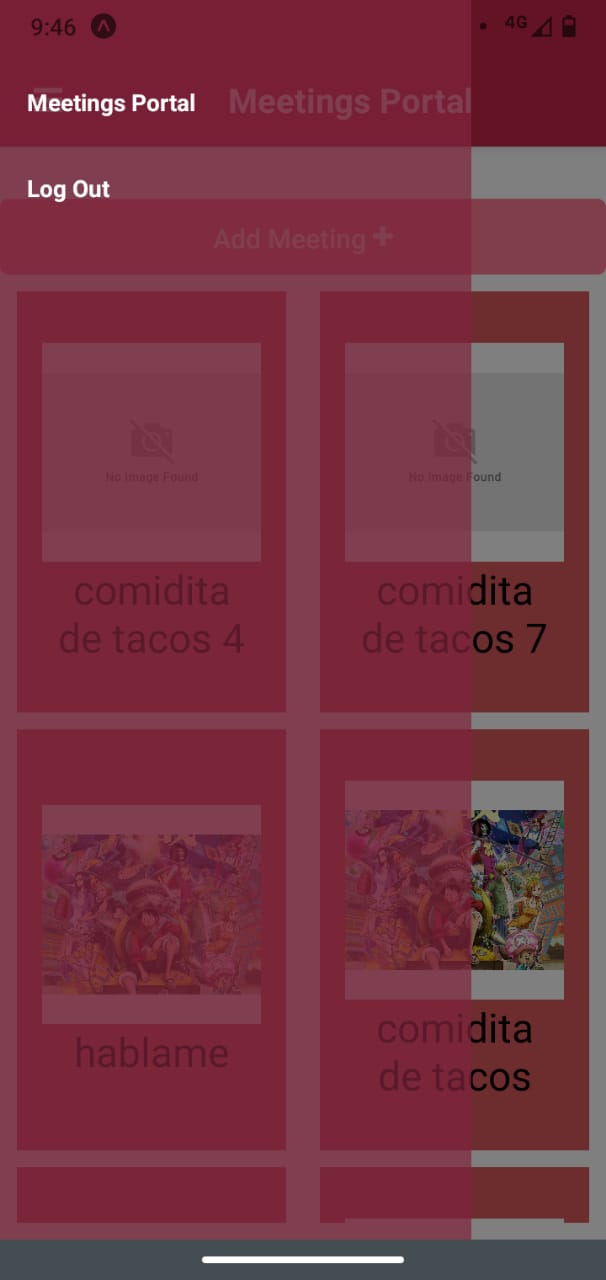 9:46
4G
Meetings Portal
Meetings Portal
Log Out
Add Meeting +
No Image Found
No Image Found
comidita
de tacos 4
comidita
de tacos 7
hablame
comidita
de tacos